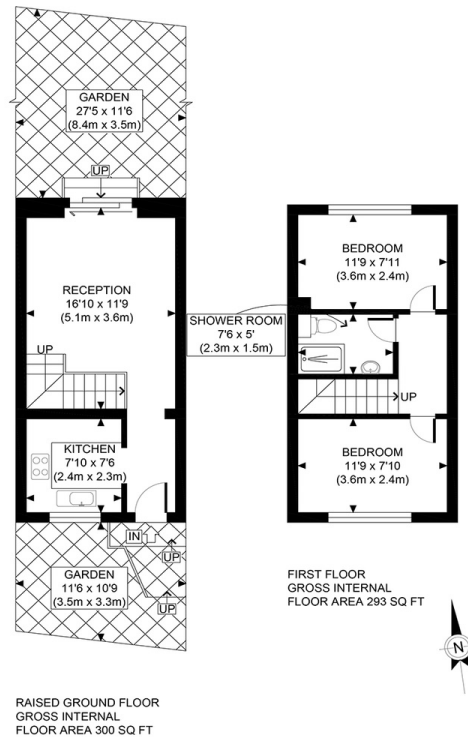 GARDEN
27'5 x 11'6
(8.4m x 3.5m)
UP
RECEPTION
16'10 x 11'9
(5.1m x 3.6m)
UP
KITCHEN
7'10 x 7'6
(2.4m x 2.3m)
IN
UP
GARDEN
11'6 x 10'9
(3.5m x 3.3m)
UP
RAISED GROUND FLOOR
GROSS INTERNAL
FLOOR AREA 300 SQ FT
BEDROOM
11'9 x 7'11
(3.6m x 2.4m)
SHOWER ROOM
7'6 x 5'
(2.3m x 1.5m)
UP
BEDROOM
11'9 x 7'10
(3.6m x 2.4m)
FIRST FLOOR
GROSS INTERNAL
FLOOR AREA 293 SQ FT
N